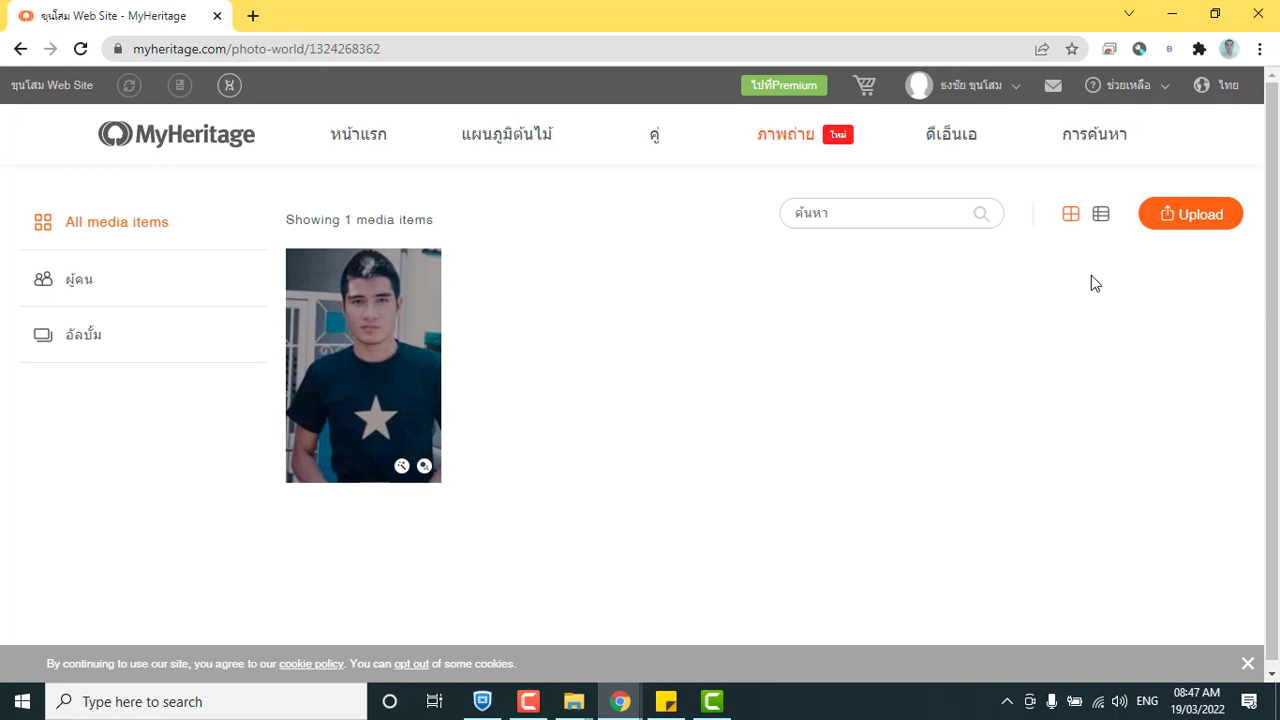 ขุนโสม Web Site - MyHeritage
myheritage.com/photo-world/1324268362
ขุนโสม Web Site
ไปที่Premium
ธงชัย ขุนโสม
ช่วยเหลือ
ไทย
MyHeritage
หน้าแรก
แผนภูมิต้นไม้
คู่
ภาพถ่าย
ใหม่
ดีเอ็นเอ
การค้นหา
All media items
ผู้คน
อัลบั้ม
Showing 1 media items
ค้นหา
Upload
By continuing to use our site, you agree to our cookie policy. You can opt out of some cookies.
Type here to search
ENG
08:47 AM
19/03/2022